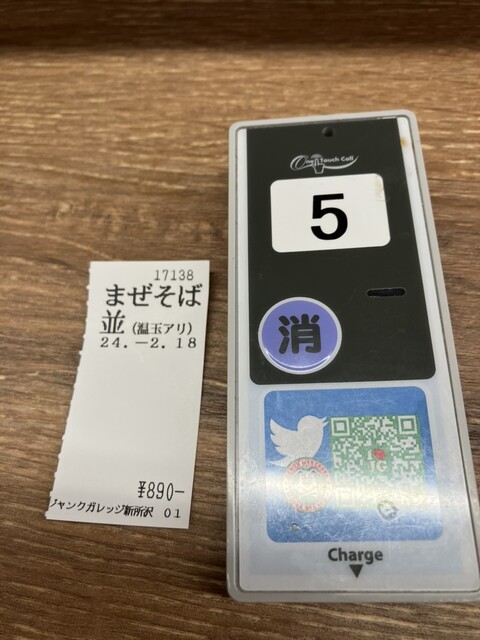 17138
まぜそば
並(温玉アリ)
24.-2.18
¥890-
ジャンクガレッジ新所沢 01
One Touch Call
5
消
Charge